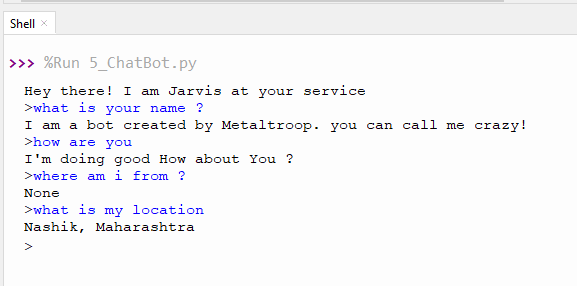 Shell ×
>>> %Run 5_ChatBot.py
Hey there! I am Jarvis at your service
>what is your name ?
I am a bot created by Metaltroop. you can call me crazy!
>how are you
I'm doing good How about You ?
>where am i from ?
None
>what is my location
Nashik, Maharashtra
>